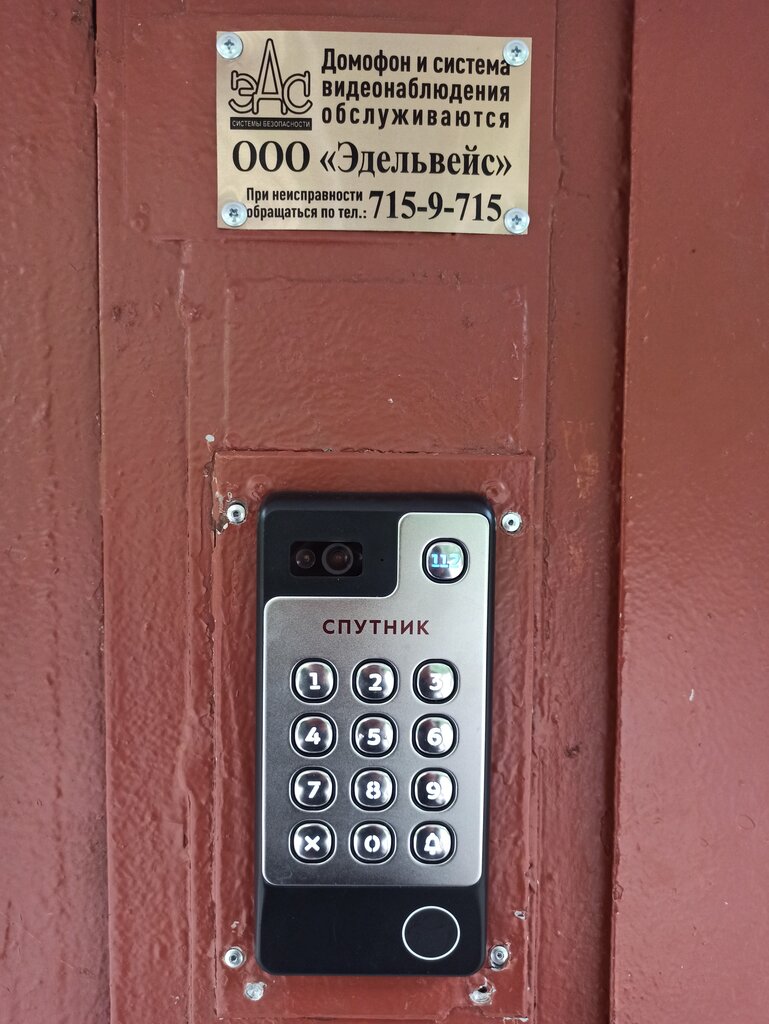 ЭДС
СИСТЕМЫ БЕЗОПАСНОСТИ
Домофон и система
видеонаблюдения
обслуживаются
ООО «Эдельвейс»
При неисправности
обращаться по тел.: 715-9-715
112
СПУТНИК
1 2 3
4 5 6
7 8 9
X 0